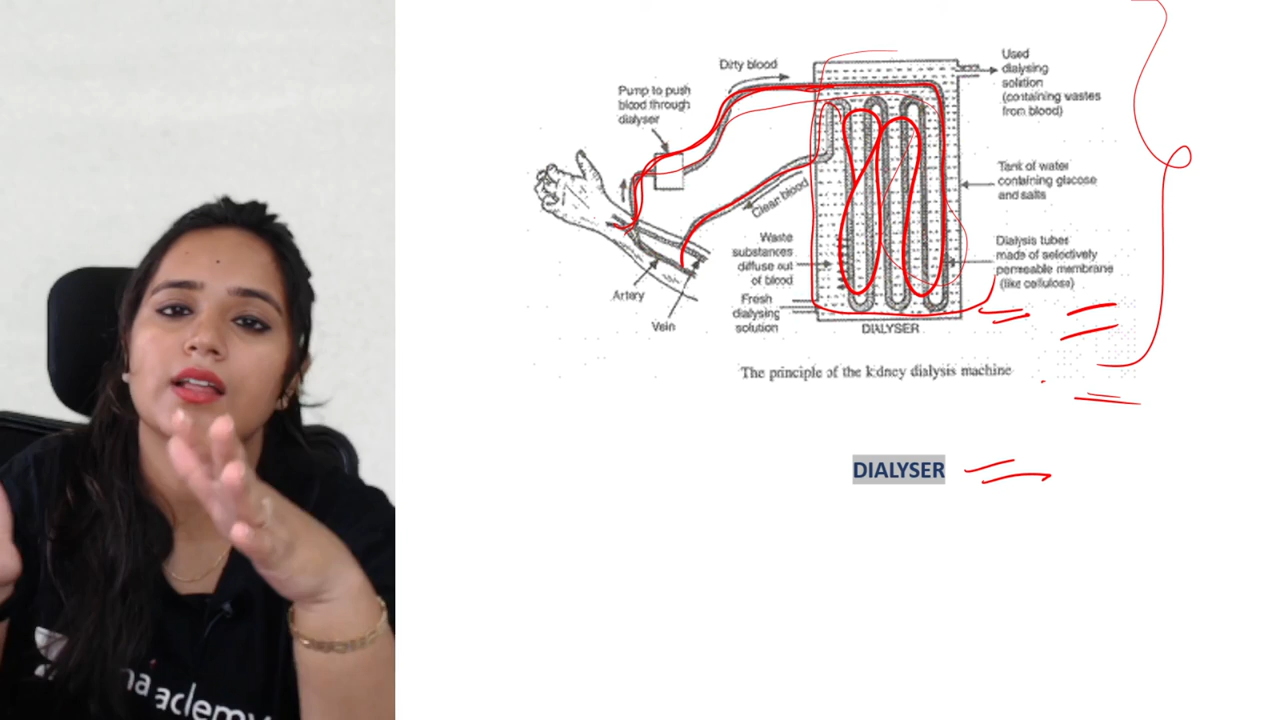 Dirty blood
Pump to push
blood through
dialyser
Used
dialysing
solution
(containing wastes
from blood)
Tank of water
containing glucose
and salts
Clear blood
Waste
substances
diffuse out
of blood
Dialysis tubes
made of selectively
permeable membrane
(like cellulose)
Artery
Vein
Fresh
dialysing
solution
DIALYSER
The principle of the kidney dialysis machine
DIALYSER